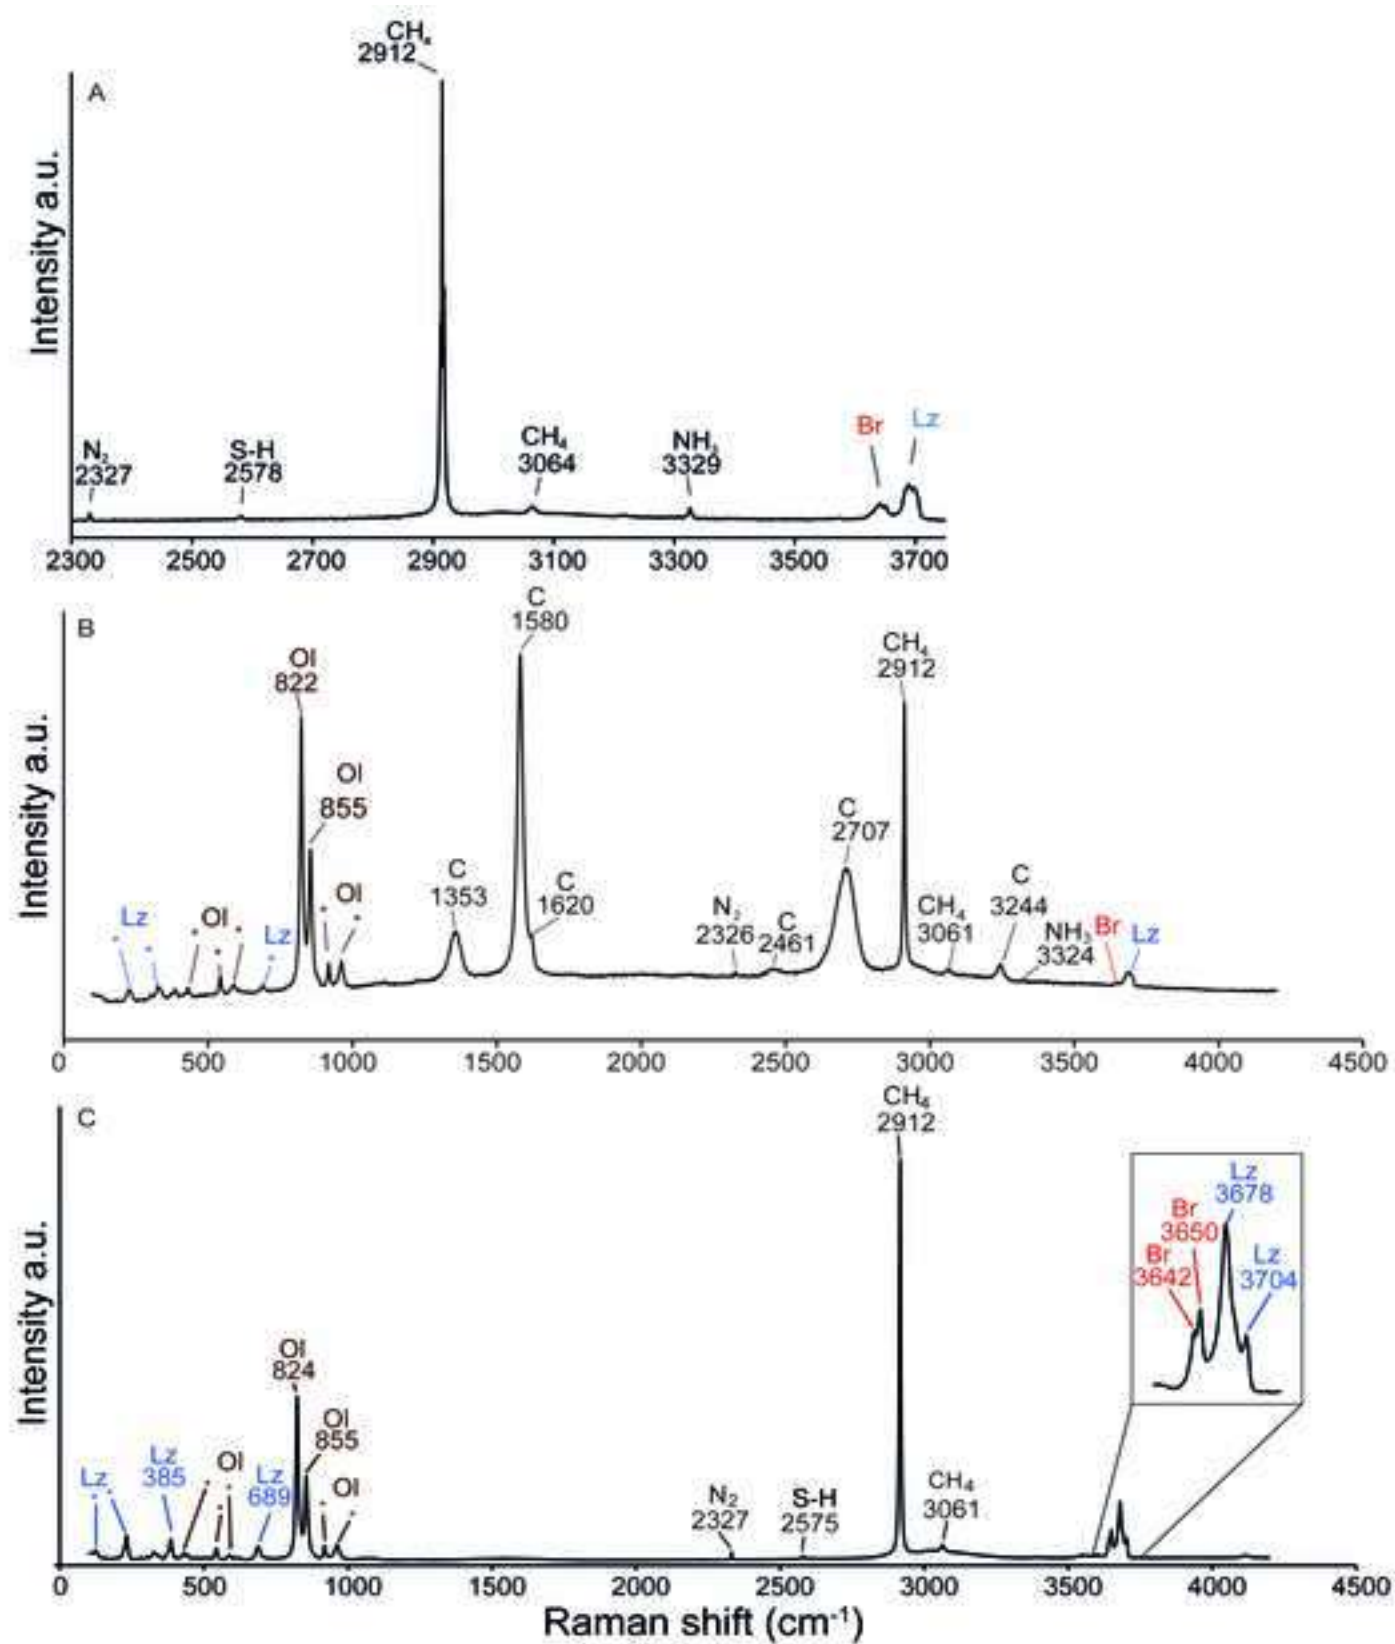 A
CH₄
2912
Intensity a.u.
N₂
2327
S-H
2578
CH₄
3064
NH₃
3329
Br
Lz
2300 2500 2700 2900 3100 3300 3500 3700
B
Intensity a.u.
Lz
Ol
Lz
Ol
822
Ol
855
Ol
C
1353
C
1580
C
1620
N₂
2326
C
2461
C
2707
CH₄
2912
CH₄
3061
C
3244
NH₃
3324
Br
Lz
0 500 1000 1500 2000 2500 3000 3500 4000 4500
C
Intensity a.u.
Lz
Lz
385
Ol
Lz
689
Ol
824
Ol
855
Ol
N₂
2327
S-H
2575
CH₄
2912
CH₄
3061
Br
3642
Br
3650
Lz
3678
Lz
3704
0 500 1000 1500 2000 2500 3000 3500 4000 4500
Raman shift (cm⁻¹)